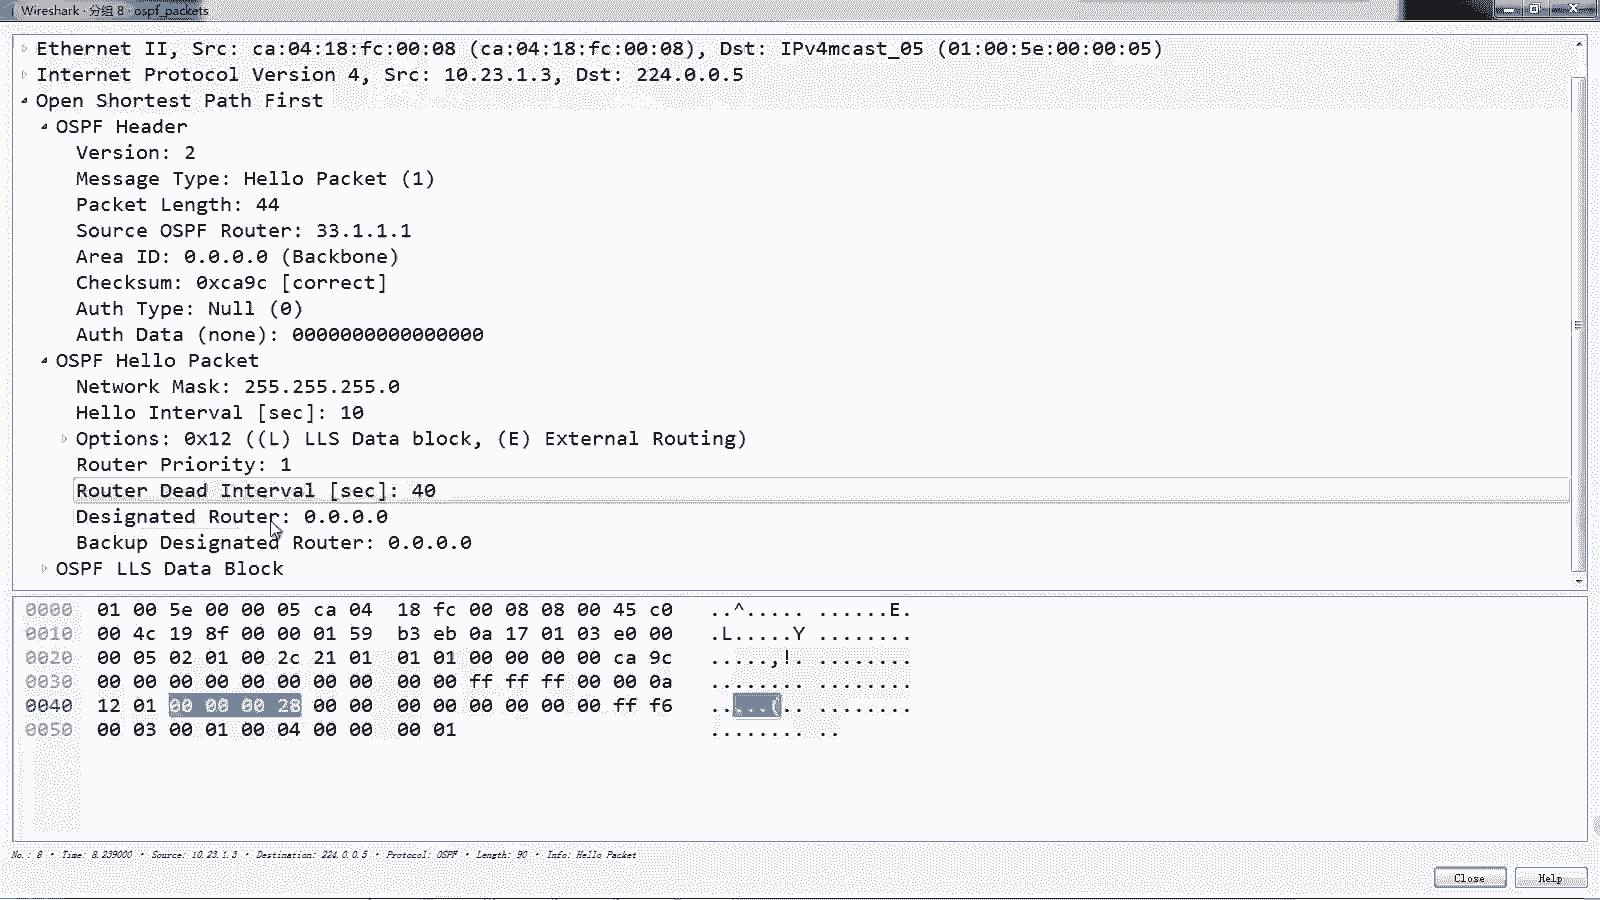 Wireshark · 分组 8 · ospf_packets
Ethernet II, Src: ca:04:18:fc:00:08 (ca:04:18:fc:00:08), Dst: IPv4mcast_05 (01:00:5e:00:00:05)
Internet Protocol Version 4, Src: 10.23.1.3, Dst: 224.0.0.5
Open Shortest Path First
OSPF Header
Version: 2
Message Type: Hello Packet (1)
Packet Length: 44
Source OSPF Router: 33.1.1.1
Area ID: 0.0.0.0 (Backbone)
Checksum: 0xca9c [correct]
Auth Type: Null (0)
Auth Data (none): 0000000000000000
OSPF Hello Packet
Network Mask: 255.255.255.0
Hello Interval [sec]: 10
Options: 0x12 ((L) LLS Data block, (E) External Routing)
Router Priority: 1
Router Dead Interval [sec]: 40
Designated Router: 0.0.0.0
Backup Designated Router: 0.0.0.0
OSPF LLS Data Block
0000 01 00 5e 00 00 05 ca 04 18 fc 00 08 08 00 45 c0 ..^..... ......E.
0010 00 4c 19 8f 00 00 01 59 b3 eb 0a 17 01 03 e0 00 .L.....Y ........
0020 00 05 02 01 00 2c 21 01 01 01 00 00 00 00 ca 9c .....,!. ........
0030 00 00 00 00 00 00 00 00 00 00 ff ff ff 00 00 0a ........ ........
0040 12 01 00 00 00 28 00 00 00 00 00 00 00 00 ff f6 .....(.. ........
0050 00 03 00 01 00 04 00 00 00 01 ........ ..
No.: 8 · Time: 8.239000 · Source: 10.23.1.3 · Destination: 224.0.0.5 · Protocol: OSPF · Length: 90 · Info: Hello Packet
Close Help